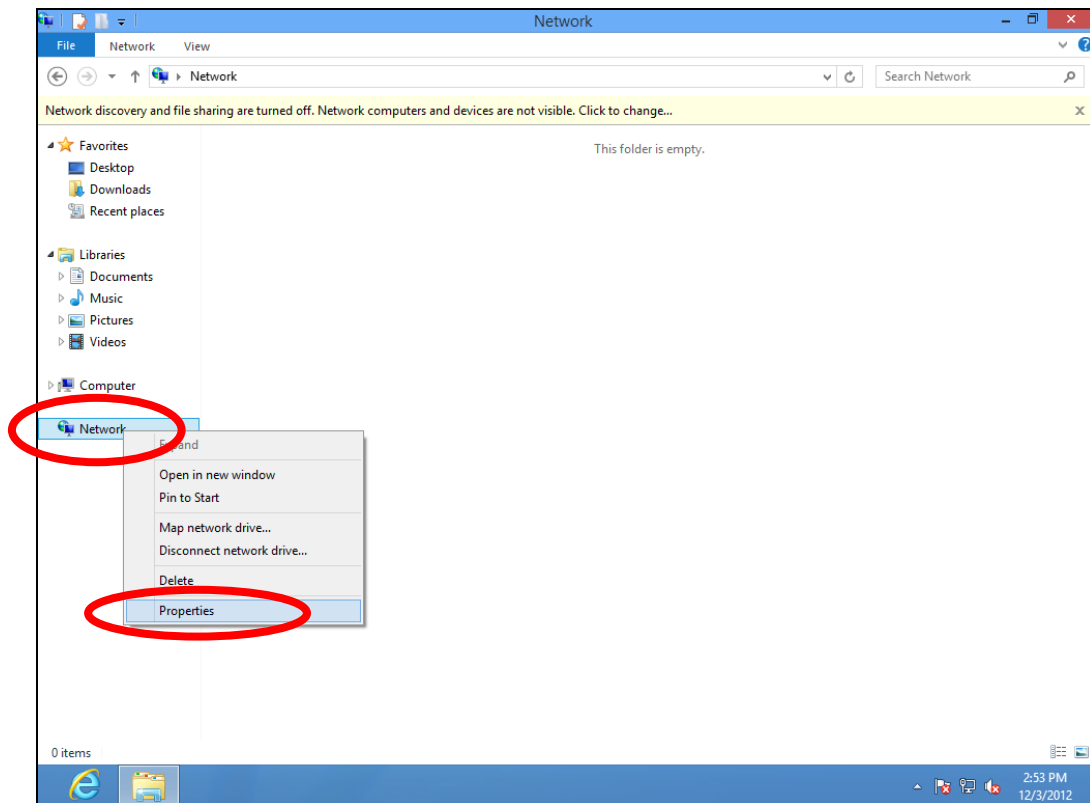 Network
File Network View
Network
Search Network
Network discovery and file sharing are turned off. Network computers and devices are not visible. Click to change...
Favorites
Desktop
Downloads
Recent places
This folder is empty.
Libraries
Documents
Music
Pictures
Videos
Computer
Network
Expand
Open in new window
Pin to Start
Map network drive...
Disconnect network drive...
Delete
Properties
0 items
2:53 PM
12/3/2012